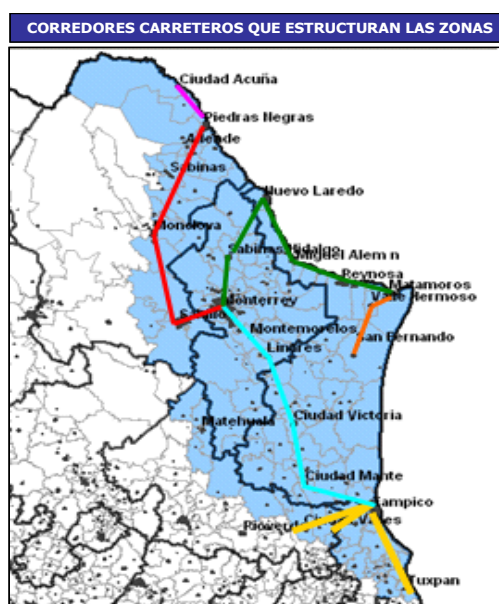 CORREDORES CARRETEROS QUE ESTRUCTURAN LAS ZONAS
Ciudad Acuña
Piedras Negras
Allende
Sabinas
Nuevo Laredo
Monclova
Sabinas Hidalgo
Miguel Alem n
Reynosa
Matamoros
Valle Hermoso
Monterrey
Saltillo
Montemorelos
San Bernando
Linares
Matehuala
Ciudad Victoria
Ciudad Mante
Tampico
Rioverde
Tuxpan